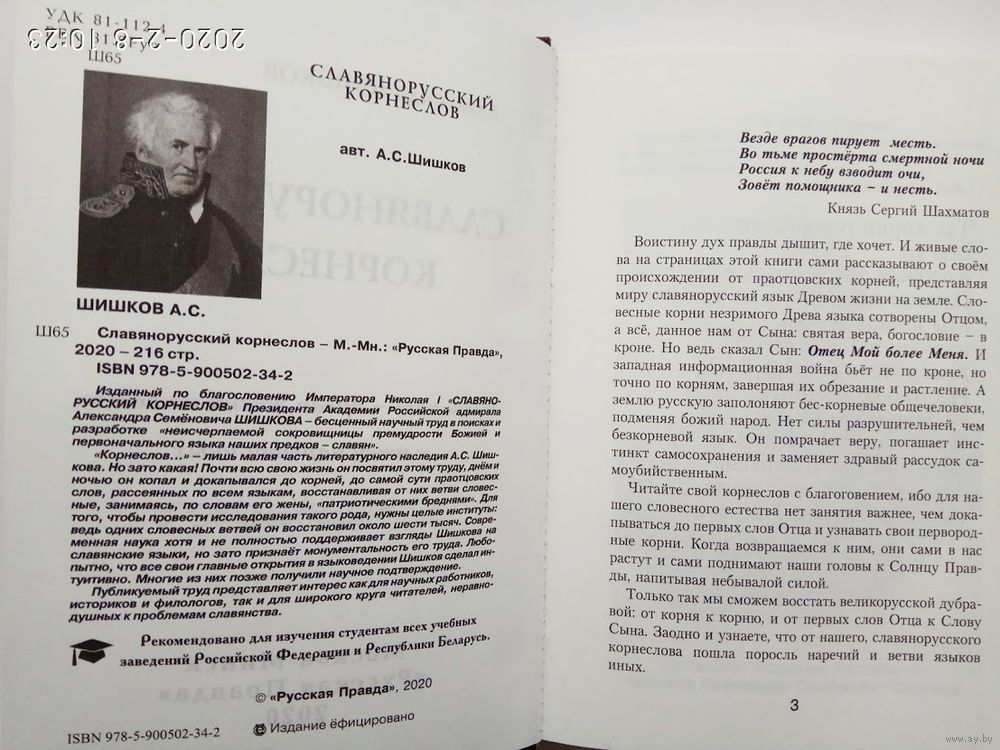 УДК 81-112.4
Ш65
2020-2-8 10:23
СЛАВЯНОРУССКИЙ
КОРНЕСЛОВ
авт. А.С.Шишков
ШИШКОВ А.С.
Ш65
Славянорусский корнеслов – М.-Мн.: «Русская Правда»,
2020 – 216 стр.
ISBN 978-5-900502-34-2
Изданный по благословению Императора Николая I «СЛАВЯНО-
РУССКИЙ КОРНЕСЛОВ» Президента Академии Российской адмирала
Александра Семёновича ШИШКОВА – бесценный научный труд в поисках и
разработке «неисчерпаемой сокровищницы премудрости Божией и
первоначального языка наших предков – славян».
«Корнеслов...» – лишь малая часть литературного наследия А.С. Шиш-
кова. Но зато какая! Почти всю свою жизнь он посвятил этому труду, днём и
ночью он копал и докапывался до корней, до самой сути праотцовских
слов, рассеянных по всем языкам, восстанавливая от них ветви словес-
ные, занимаясь, по словам его жены, «патриотическими бреднями». Для
того, чтобы провести исследования такого рода, нужны целые институты:
ведь одних словесных ветвей он восстановил около шести тысяч. Совре-
менная наука хотя и не полностью поддерживает взгляды Шишкова на
славянские языки, но зато признаёт монументальность его труда. Любо-
пытно, что все свои главные открытия в языковедении Шишков сделал ин-
туитивно. Многие из них позже получили научное подтверждение.
Публикуемый труд представляет интерес как для научных работников,
историков и филологов, так и для широкого круга читателей, неравно-
душных к проблемам славянства.
Рекомендовано для изучения студентам всех учебных
заведений Российской Федерации и Республики Беларусь.
© «Русская Правда», 2020
Издание ёфицировано
ISBN 978-5-900502-34-2
Везде врагов пирует месть.
Во тьме простёрта смертной ночи
Россия к небу взводит очи,
Зовёт помощника – и несть.
Князь Сергий Шахматов
Воистину дух правды дышит, где хочет. И живые сло-
ва на страницах этой книги сами рассказывают о своём
происхождении от праотцовских корней, представляя
миру славянорусский язык Древом жизни на земле. Сло-
весные корни незримого Древа языка сотворены Отцом,
а всё, данное нам от Сына: святая вера, богословие – в
кроне. Но ведь сказал Сын: Отец Мой более Меня. И
западная информационная война бьёт не по кроне, но
точно по корням, завершая их обрезание и растление. А
землю русскую заполоняют бес-корневые общечеловеки,
подменяя божий народ. Нет силы разрушительней, чем
безкорневой язык. Он помрачает веру, погашает инс-
тинкт самосохранения и заменяет здравый рассудок са-
моубийственным.
Читайте свой корнеслов с благоговением, ибо для на-
шего словесного естества нет занятия важнее, чем дока-
пываться до первых слов Отца и узнавать свои первород-
ные корни. Когда возвращаемся к ним, они сами в нас
растут и сами поднимают наши головы к Солнцу Прав-
ды, напитывая небывалой силой.
Только так мы сможем восстать великорусской дубра-
вой: от корня к корню, и от первых слов Отца к Слову
Сына. Заодно и узнаете, что от нашего, славянорусского
корнеслова пошла поросль наречий и ветви языков
иных.
3
www.ay.by